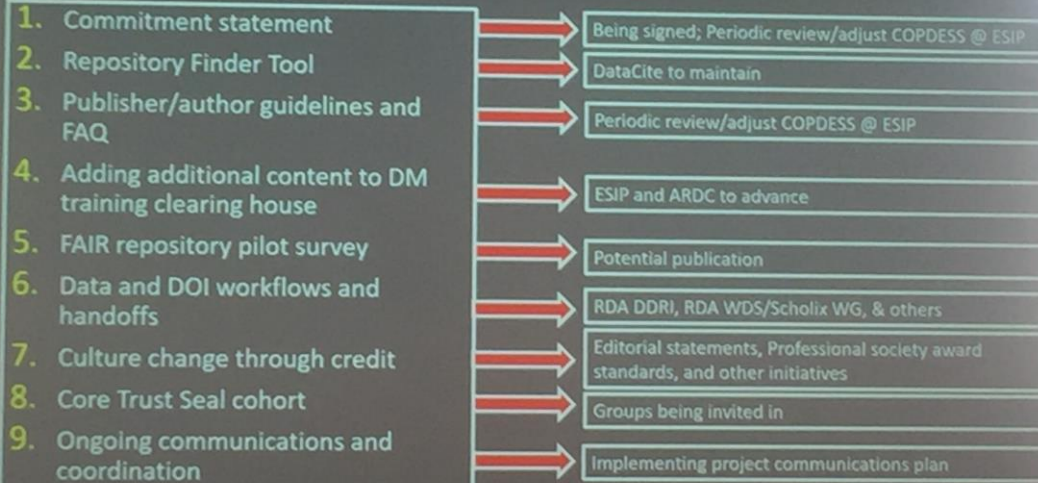 1. Commitment statement
Being signed; Periodic review/adjust COPDESS @ ESIP
2. Repository Finder Tool
DataCite to maintain
3. Publisher/author guidelines and
FAQ
Periodic review/adjust COPDESS @ ESIP
4. Adding additional content to DM
training clearing house
ESIP and ARDC to advance
5. FAIR repository pilot survey
Potential publication
6. Data and DOI workflows and
handoffs
RDA DDRI, RDA WDS/Scholix WG, & others
7. Culture change through credit
Editorial statements, Professional society award
standards, and other initiatives
8. Core Trust Seal cohort
Groups being invited in
9. Ongoing communications and
coordination
Implementing project communications plan